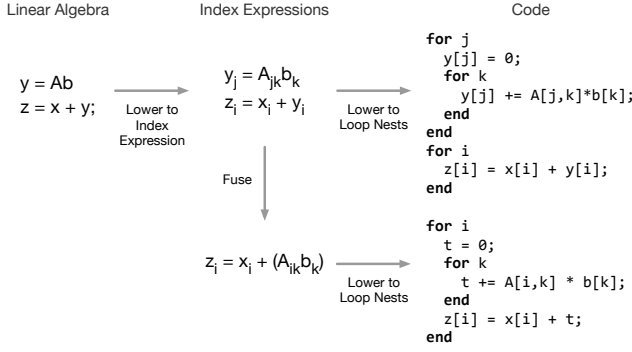 Linear Algebra
Index Expressions
Code
y = Ab
z = x + y;
Lower to
Index
Expression
y_j = A_jk b_k
z_i = x_i + y_i
Lower to
Loop Nests
for j
y[j] = 0;
for k
y[j] += A[j,k]*b[k];
end
end
for i
z[i] = x[i] + y[i];
end
Fuse
z_i = x_i + (A_ik b_k)
Lower to
Loop Nests
for i
t = 0;
for k
t += A[i,k] * b[k];
end
z[i] = x[i] + t;
end